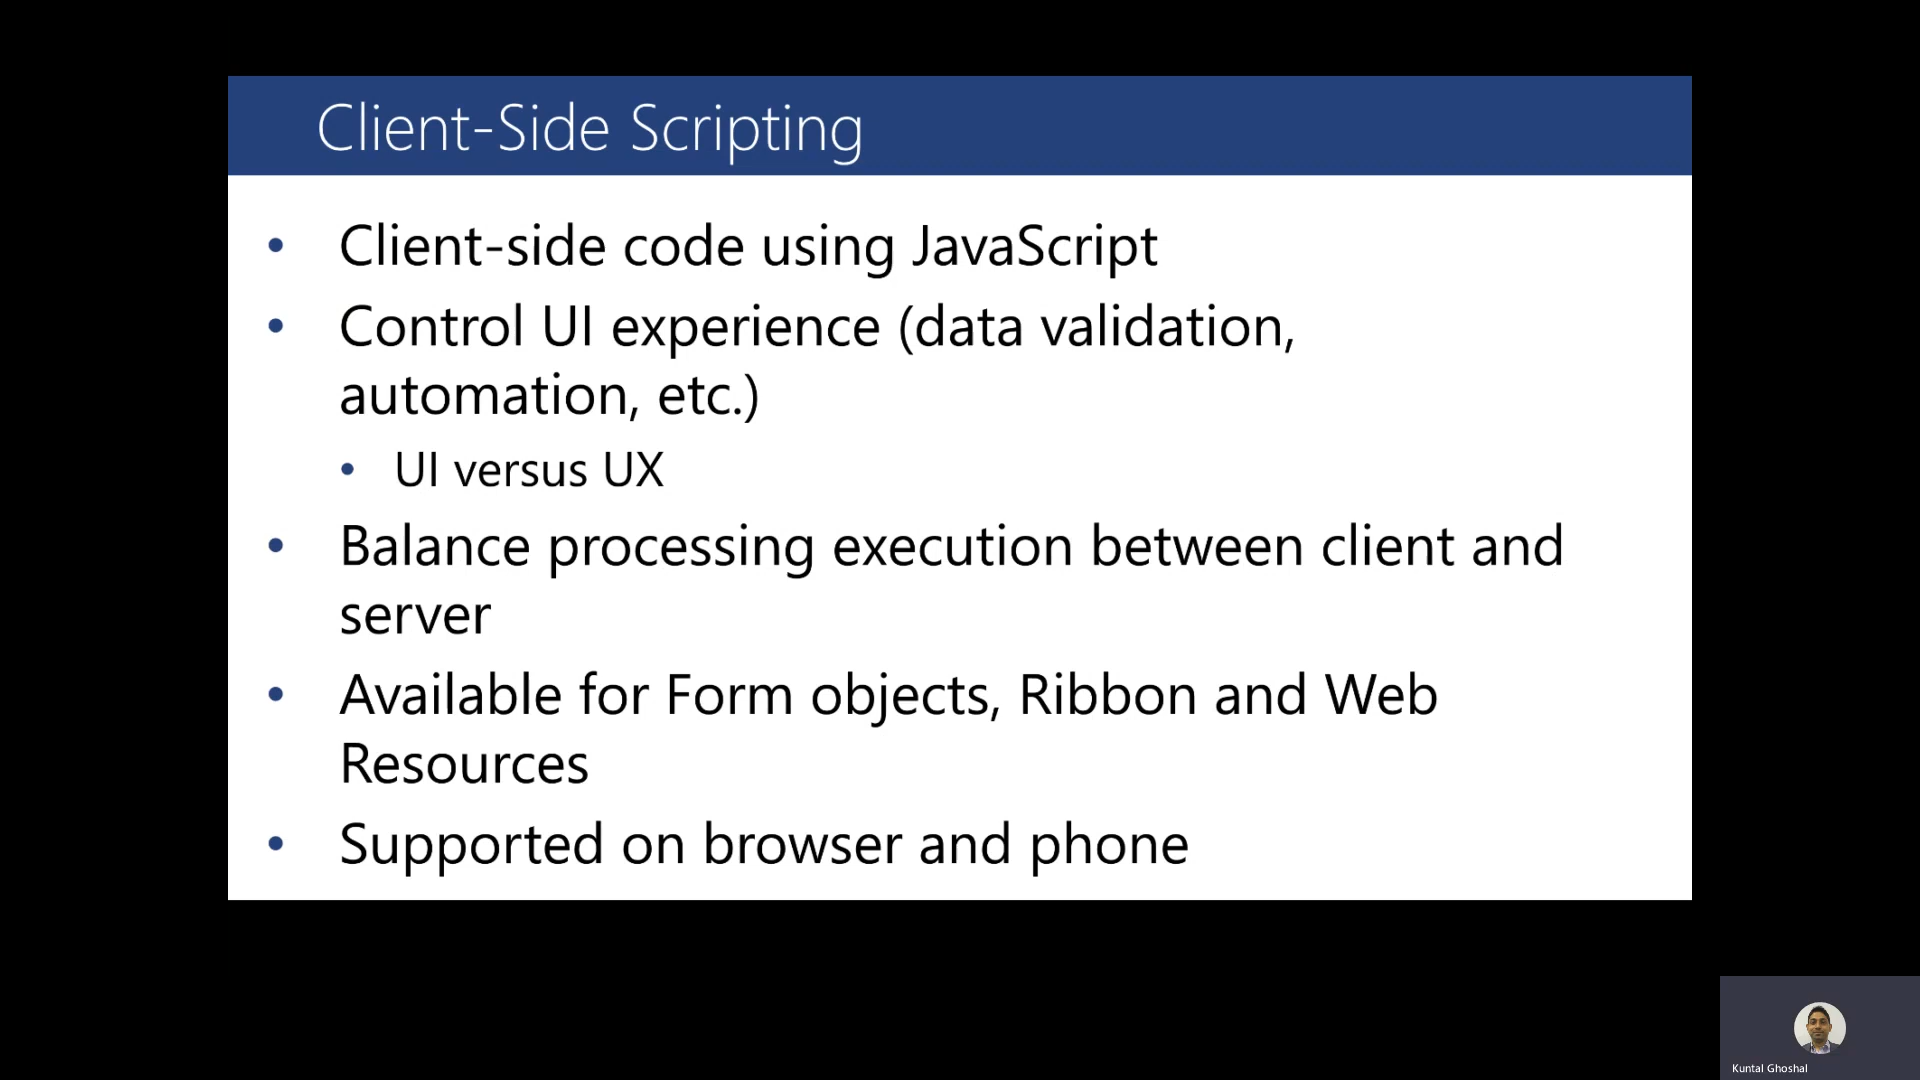 Client-Side Scripting
• Client-side code using JavaScript
• Control UI experience (data validation,
automation, etc.)
• UI versus UX
• Balance processing execution between client and
server
• Available for Form objects, Ribbon and Web
Resources
• Supported on browser and phone
Kuntal Ghoshal